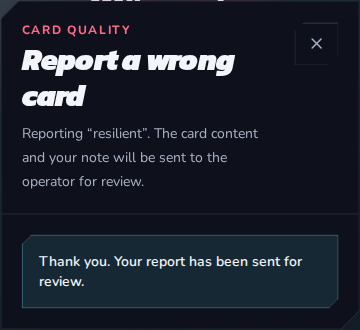 CARD QUALITY
Report a wrong
card
Reporting “resilient”. The card content
and your note will be sent to the
operator for review.
Thank you. Your report has been sent for
review.